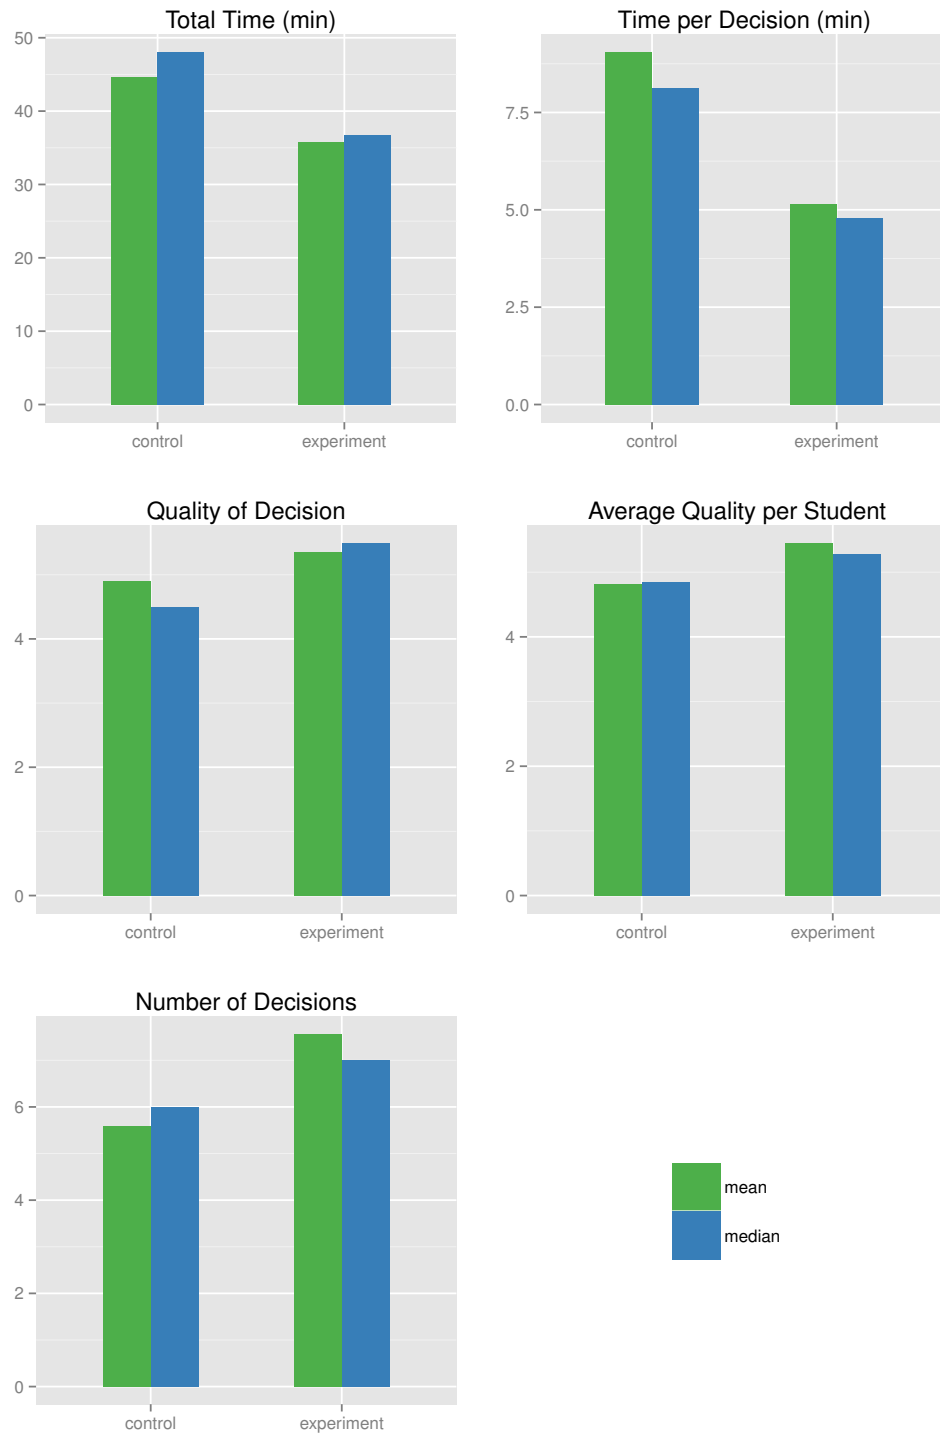 Total Time (min)
50
40
30
20
10
0
control experiment
Time per Decision (min)
7.5
5.0
2.5
0.0
control experiment
Quality of Decision
4
2
0
control experiment
Average Quality per Student
4
2
0
control experiment
Number of Decisions
6
4
2
0
control experiment
mean
median